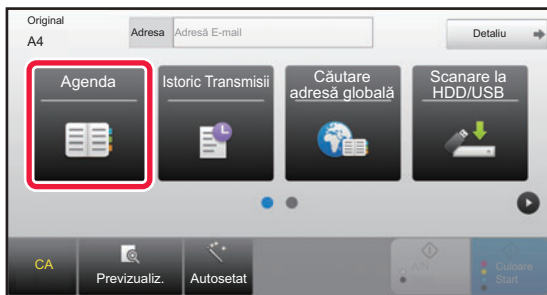 Original
A4
Adresa
Adresă E-mail
Detaliu
Agenda
Istoric Transmisii
Căutare
adresă globală
Scanare la
HDD/USB
CA
Previzualiz.
Autosetat
A/N
Culoare
Start